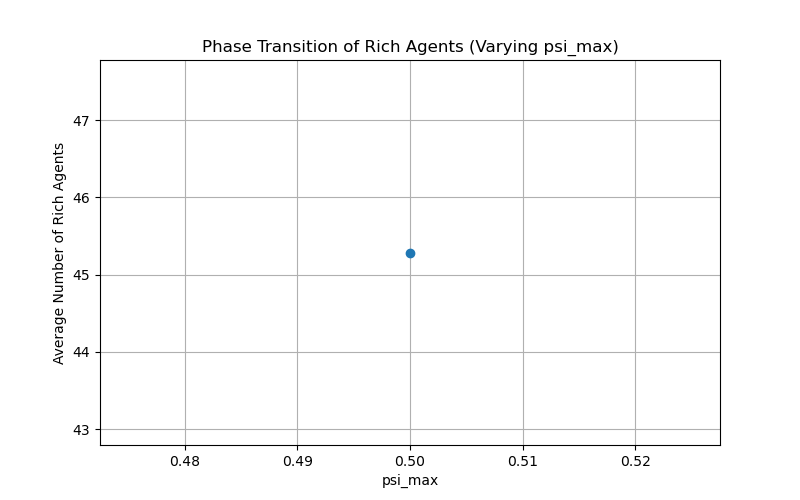 Phase Transition of Rich Agents (Varying psi_max)
Average Number of Rich Agents
47
46
45
44
43
0.48 0.49 0.50 0.51 0.52
psi_max